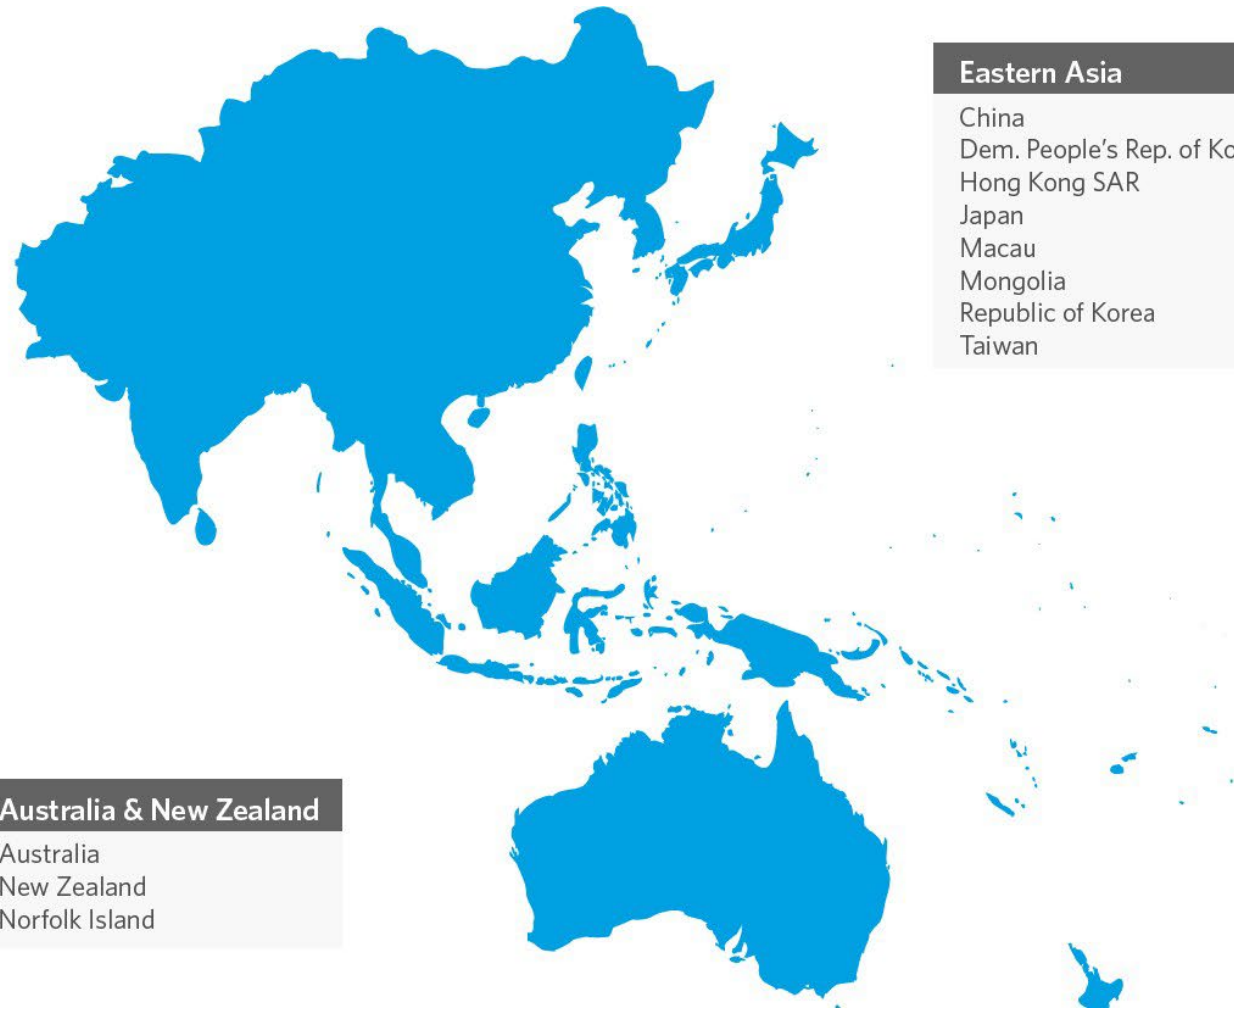 Eastern Asia
China
Dem. People's Rep. of Ko
Hong Kong SAR
Japan
Macau
Mongolia
Republic of Korea
Taiwan
Australia & New Zealand
Australia
New Zealand
Norfolk Island